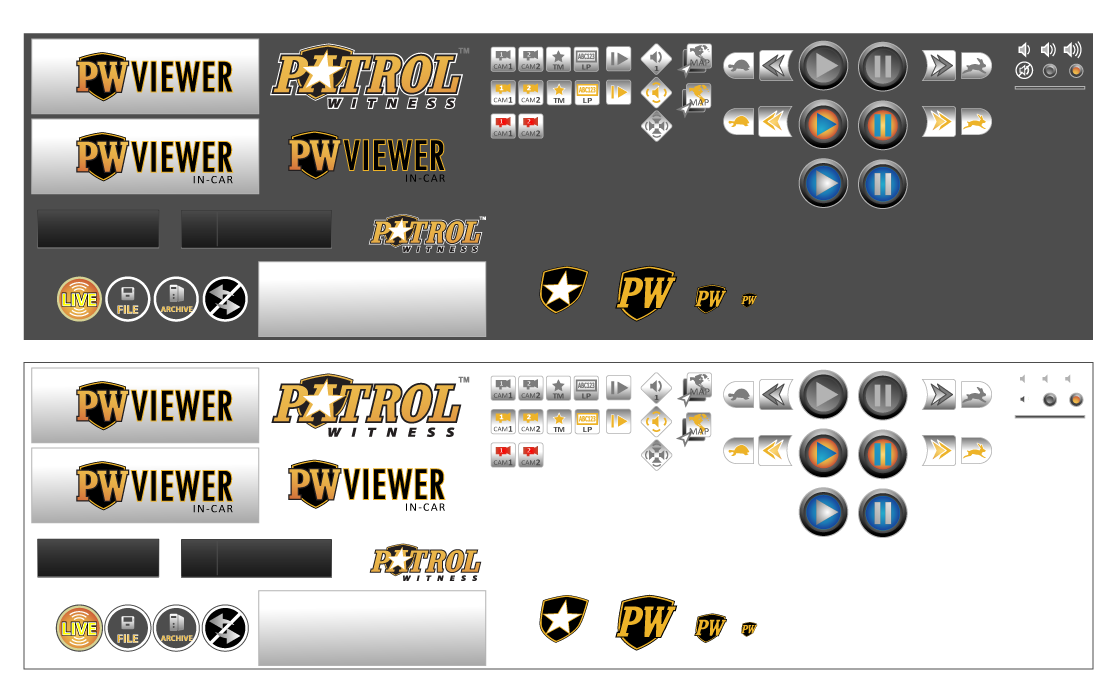 PW VIEWER
PATROL™
WITNESS
1 2 ABC123
CAM1 CAM2 TM LP 1 MAP
1 2 ABC123
CAM1 CAM2 TM LP MAP
1 2
CAM1 CAM2
PW VIEWER
IN-CAR
PW VIEWER
IN-CAR
PATROL™
WITNESS
LIVE FILE ARCHIVE
PW PW PW
PW VIEWER
PATROL™
WITNESS
1 2 ABC123
CAM1 CAM2 TM LP 1 MAP
1 2 ABC123
CAM1 CAM2 TM LP MAP
1 2
CAM1 CAM2
PW VIEWER
IN-CAR
PW VIEWER
IN-CAR
PATROL
WITNESS
LIVE FILE ARCHIVE
PW PW PW